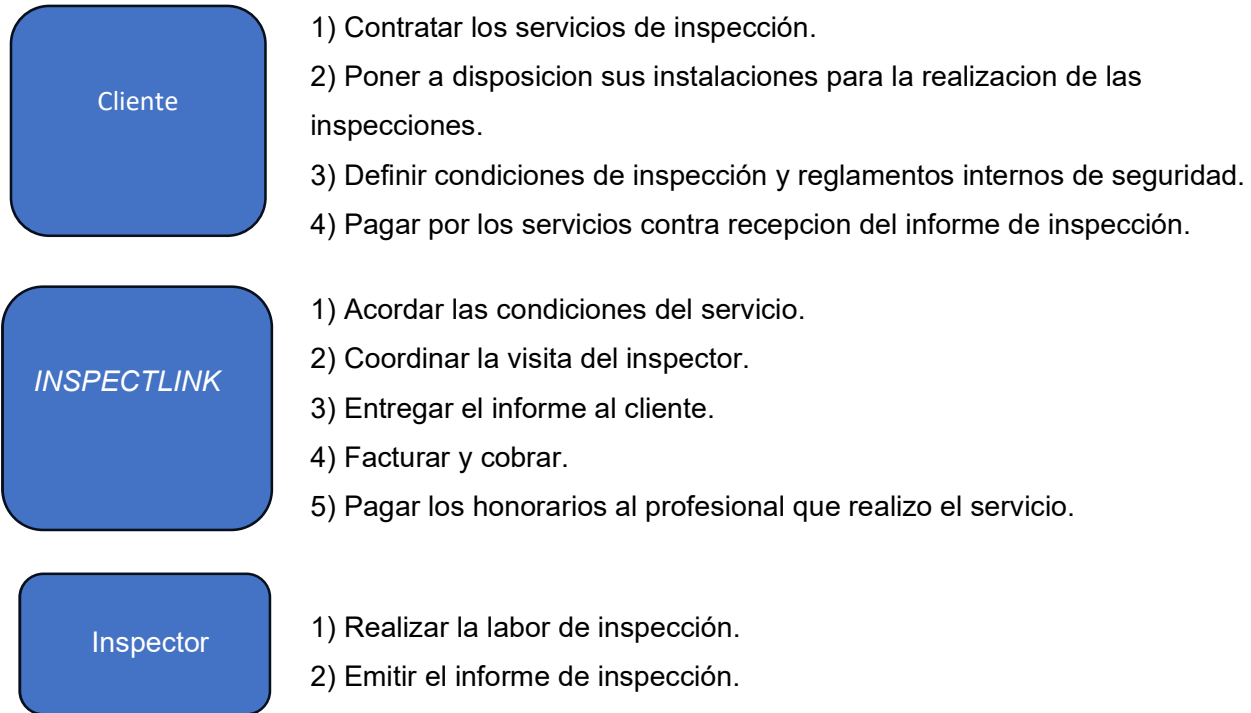 Cliente
1) Contratar los servicios de inspección.
2) Poner a disposicion sus instalaciones para la realizacion de las
inspecciones.
3) Definir condiciones de inspección y reglamentos internos de seguridad.
4) Pagar por los servicios contra recepcion del informe de inspección.
INSPECTLINK
1) Acordar las condiciones del servicio.
2) Coordinar la visita del inspector.
3) Entregar el informe al cliente.
4) Facturar y cobrar.
5) Pagar los honorarios al profesional que realizo el servicio.
Inspector
1) Realizar la labor de inspección.
2) Emitir el informe de inspección.